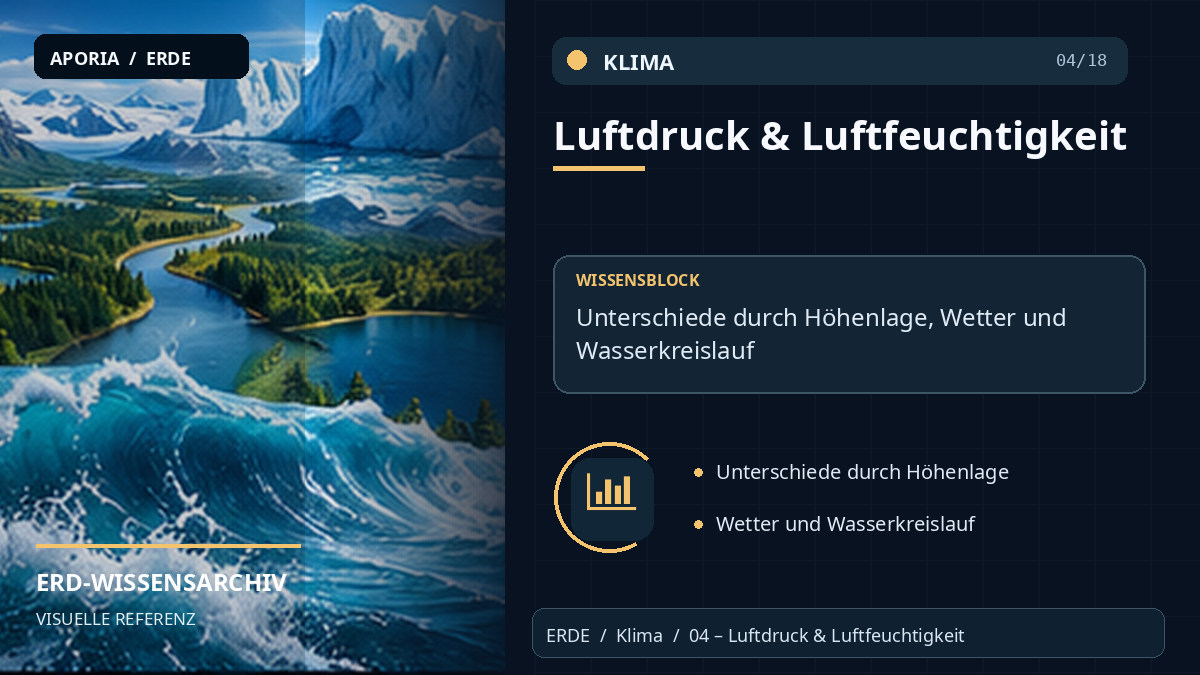 APORIA / ERDE
ERD-WISSENSARCHIV
VISUELLE REFERENZ
KLIMA
04/18
Luftdruck & Luftfeuchtigkeit
WISSENSBLOCK
Unterschiede durch Höhenlage, Wetter und
Wasserkreislauf
Unterschiede durch Höhenlage
Wetter und Wasserkreislauf
ERDE / Klima / 04 – Luftdruck & Luftfeuchtigkeit